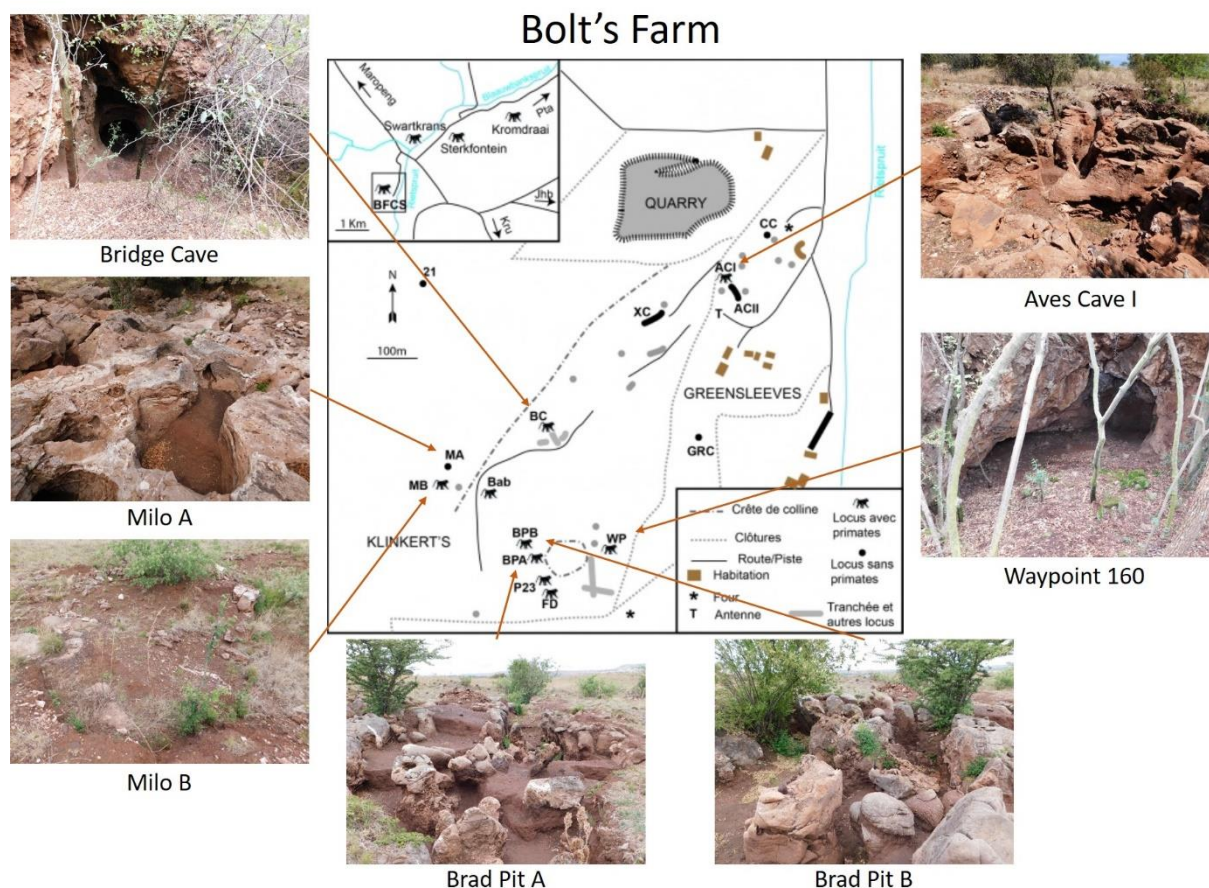 Bolt's Farm
Bridge Cave
Milo A
Milo B
Maropeng
Blaauwbankspruit
Pta
Swartkrans
Kromdraai
Sterkfontein
Rietspruit
BFCS
Jhb
Kru
1 Km
21
N
100m
QUARRY
Rietspruit
CC
ACI
ACII
XC
T
GREENSLEEVES
BC
GRC
MA
MB
Bab
KLINKERT'S
BPB
WP
BPA
P23
FD
Crête de colline
Clôtures
Route/Piste
Habitation
Four
T Antenne
Locus avec
primates
Locus sans
primates
Tranchée et
autres locus
Aves Cave I
Waypoint 160
Brad Pit A
Brad Pit B